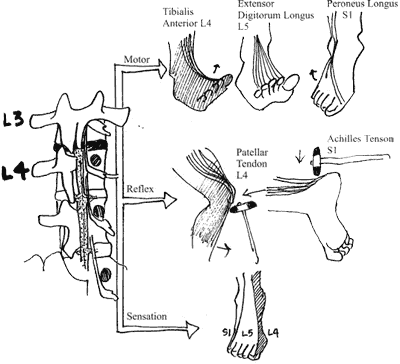 Tibialis
Anterior L4
Extensor
Digitorum Longus
L5
Peroneus Longus
S1
Motor
L3
L4
Reflex
Patellar
Tendon
L4
Achilles Tenson
S1
Sensation
S1 L5 L4